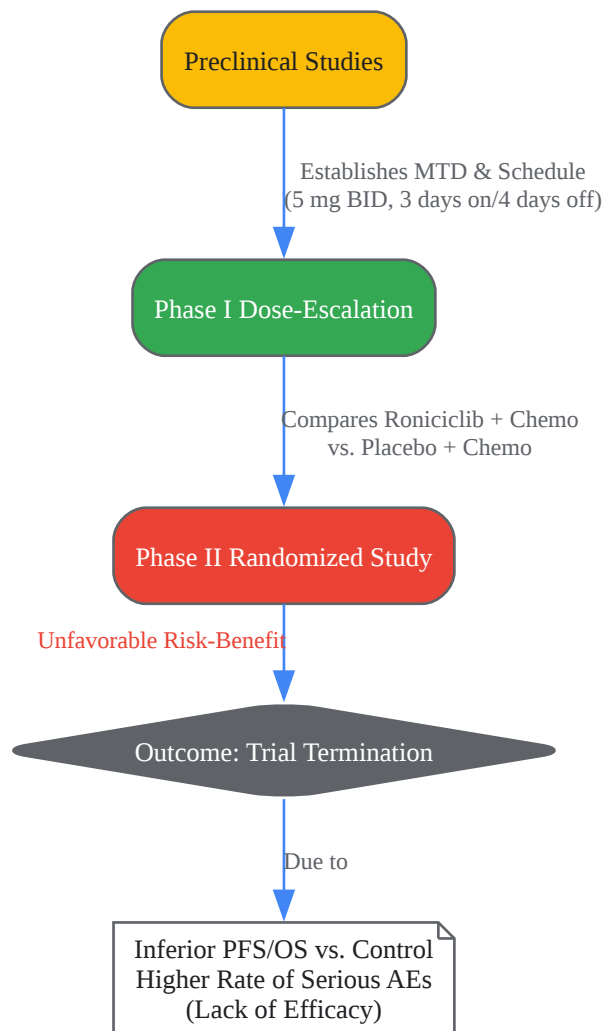 Preclinical Studies
Establishes MTD & Schedule
(5 mg BID, 3 days on/4 days off)
Phase I Dose-Escalation
Compares Roniciclib + Chemo
vs. Placebo + Chemo
Phase II Randomized Study
Unfavorable Risk-Benefit
Outcome: Trial Termination
Due to
Inferior PFS/OS vs. Control
Higher Rate of Serious AEs
(Lack of Efficacy)